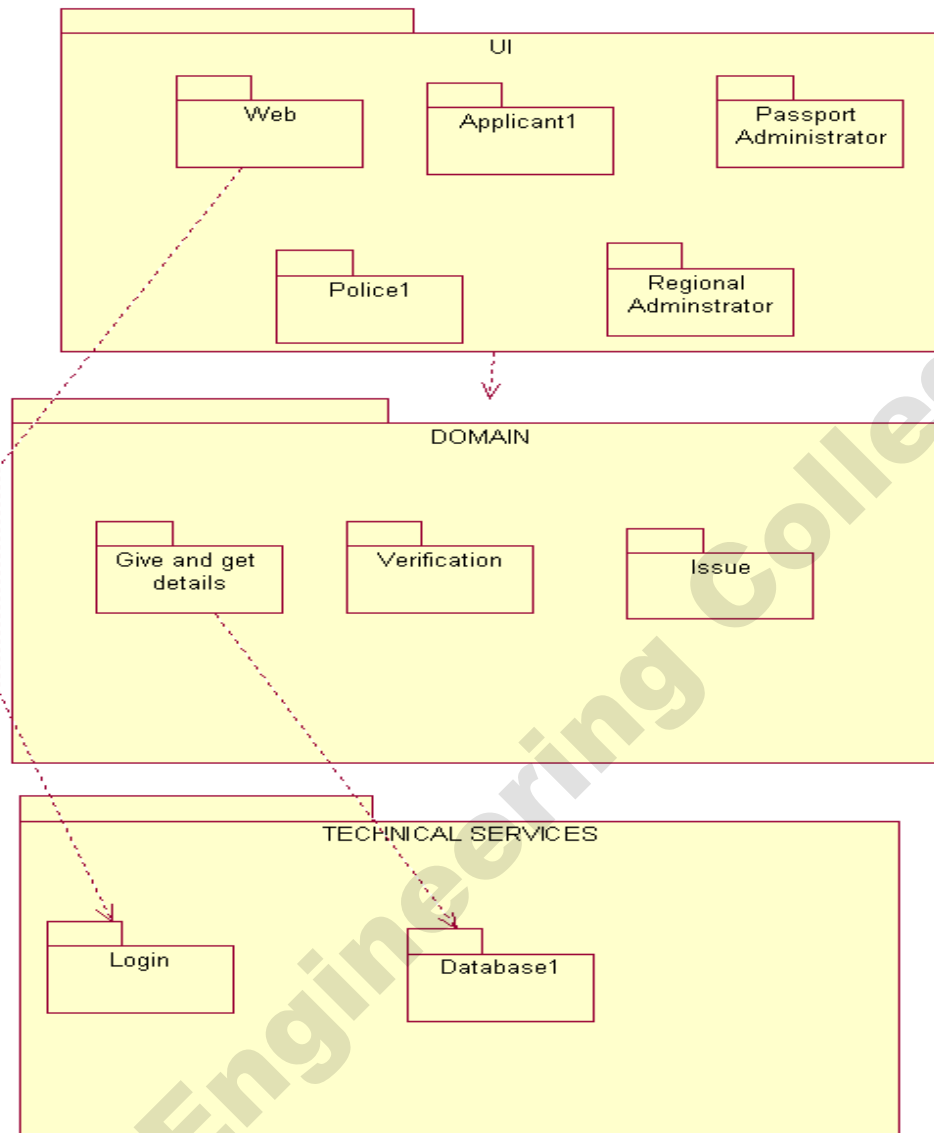 UI
Web
Applicant1
Passport
Administrator
Police1
Regional
Adminstrator
DOMAIN
Give and get
details
Verification
Issue
TECHNICAL SERVICES
Login
Database1
Engineering Colle